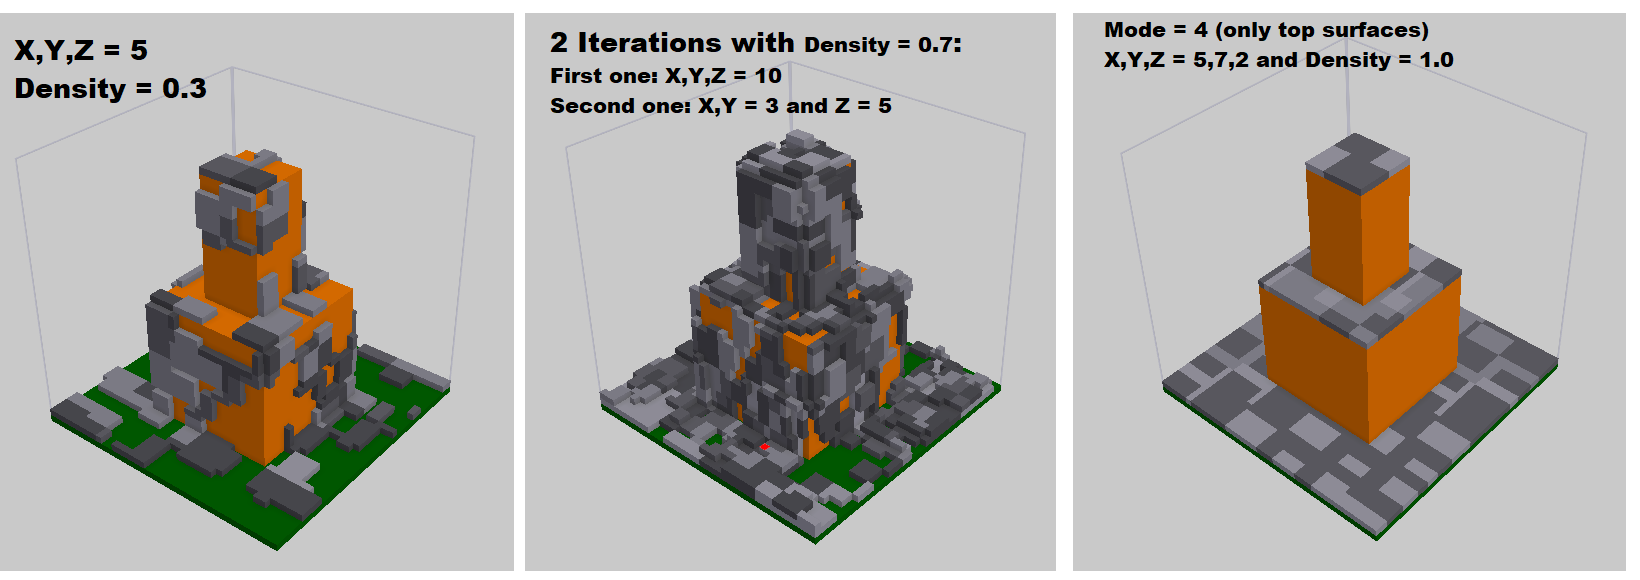 X,Y,Z = 5
Density = 0.3
2 Iterations with Density = 0.7:
First one: X,Y,Z = 10
Second one: X,Y = 3 and Z = 5
Mode = 4 (only top surfaces)
X,Y,Z = 5,7,2 and Density = 1.0